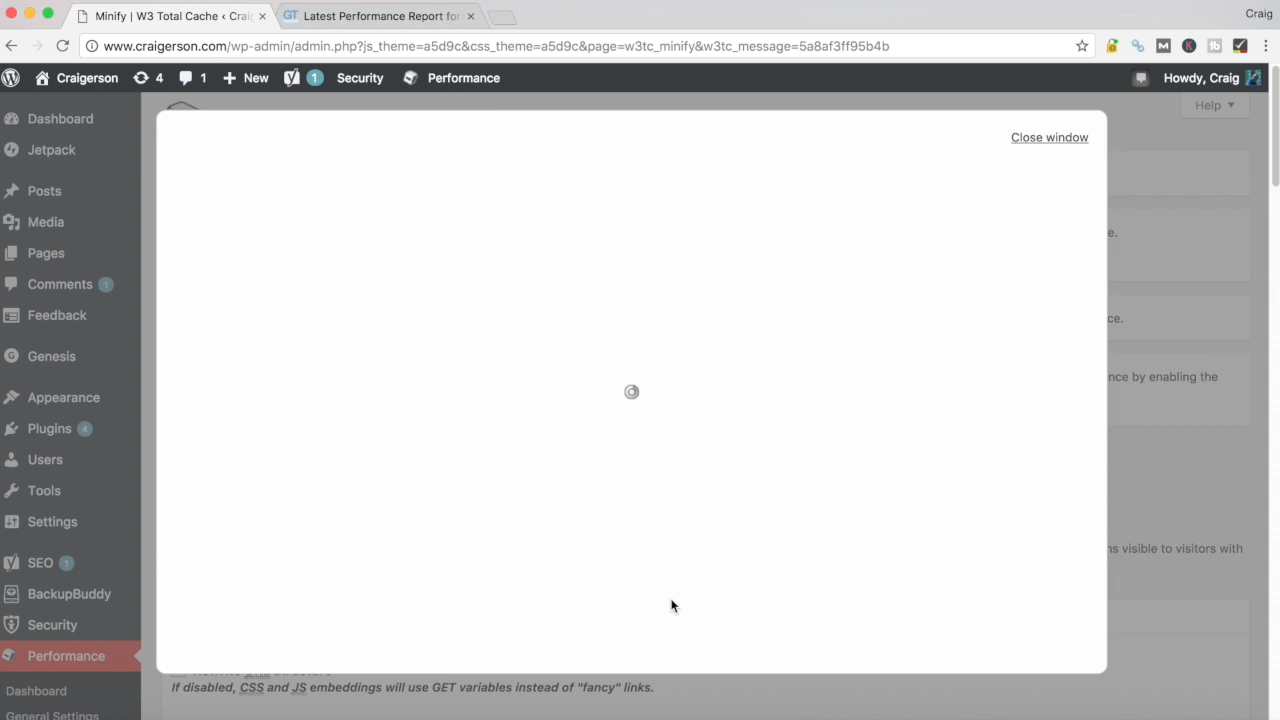 Minify | W3 Total Cache ‹ Craig
Latest Performance Report for
Craig
www.craigerson.com/wp-admin/admin.php?js_theme=a5d9c&css_theme=a5d9c&page=w3tc_minify&w3tc_message=5a8af3ff95b4b
Craigerson 4 1 New 1 Security Performance Howdy, Craig
Help
Close window
Dashboard
Jetpack
Posts
Media
Pages
Comments 1
Feedback
Genesis
Appearance
Plugins 4
Users
Tools
Settings
SEO 1
BackupBuddy
Security
Performance
Dashboard
General Settings
e.
ce.
nce by enabling the
ns visible to visitors with
If disabled, CSS and JS embeddings will use GET variables instead of "fancy" links.